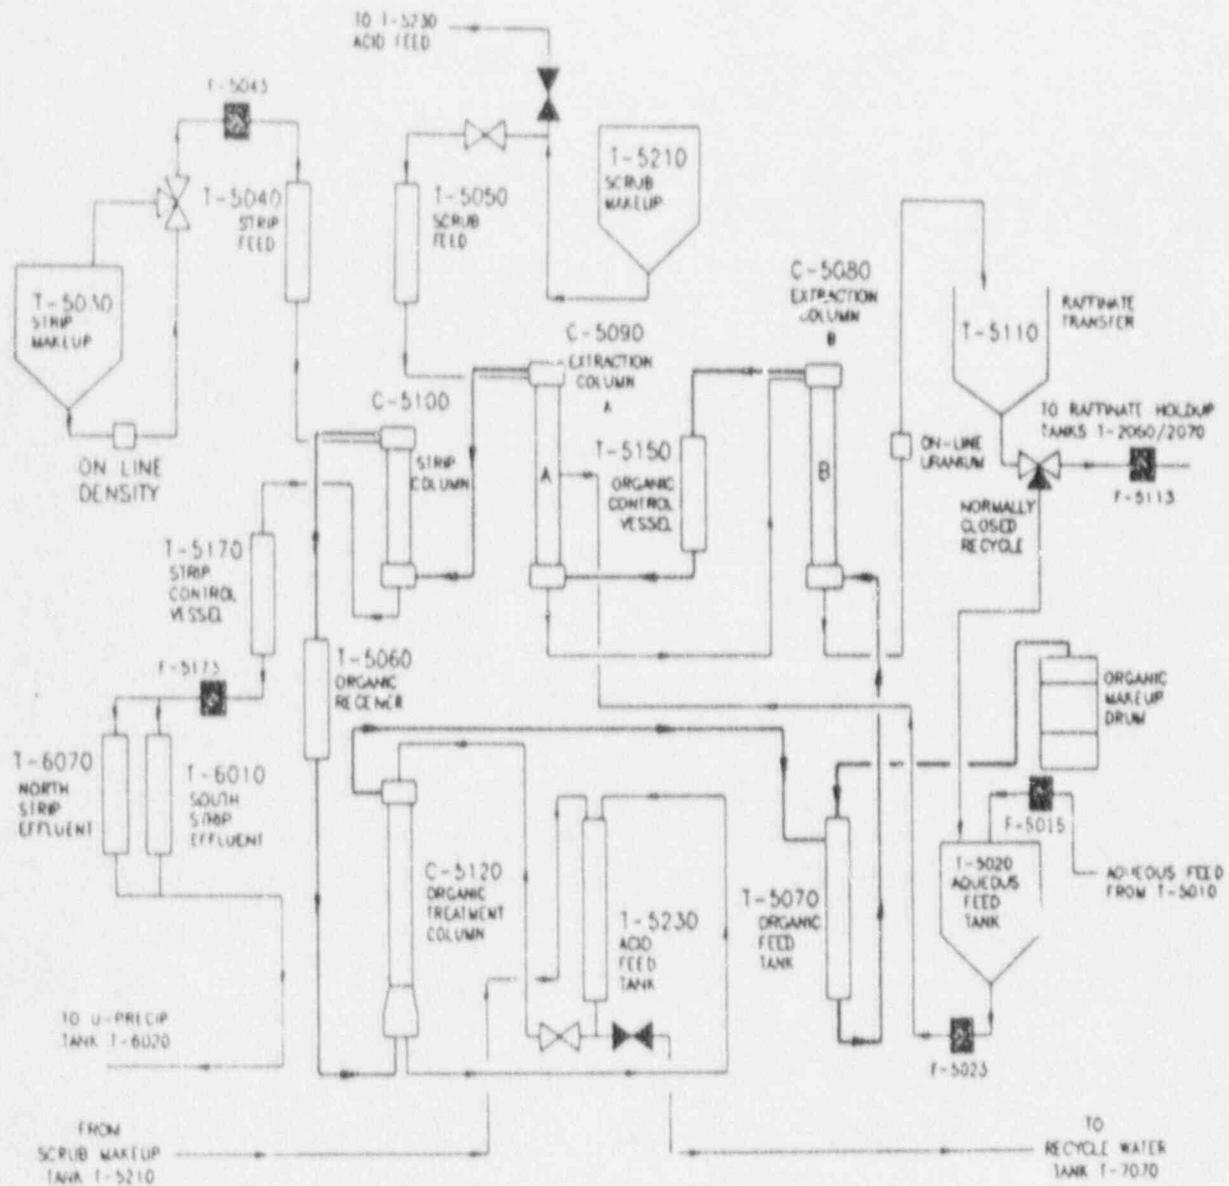 TO T-5230
ACID FEED
F-5043
T-5210
SCRUB
MAKEUP
T-5040
STRIP
FEED
T-5050
SCRUB
FEED
T-5030
STRIP
MAKEUP
C-5080
EXTRACTION
COLUMN
B
RAFFINATE
TRANSFER
T-5110
C-5090
EXTRACTION
COLUMN
A
C-5100
STRIP
COLUMN
TO RAFFINATE HOLDUP
TANKS T-2060/2070
ON LINE
DENSITY
T-5150
ORGANIC
CONTROL
VESSEL
A
B
ON-LINE
URANIUM
F-5113
NORMALLY
CLOSED
RECYCLE
T-5170
STRIP
CONTROL
VESSEL
F-5173
T-5060
ORGANIC
ORGANIC
MAKEUP
DRUM
T-6070
NORTH
STRIP
EFFLUENT
T-6010
SOUTH
STRIP
EFFLUENT
F-5015
C-5120
ORGANIC
TREATMENT
COLUMN
T-5230
ACID
FEED
TANK
T-5070
ORGANIC
FEED
TANK
T-5020
AQUEOUS
FEED
TANK
AQUEOUS FEED
FROM T-5010
TO U-PRECIP
TANK T-6020
F-5023
FROM
SCRUB MAKEUP
TANK T-5210
TO
RECYCLE WATER
TANK T-7070